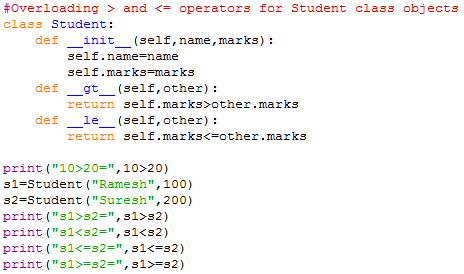 #Overloading > and <= operators for Student class objects
class Student:
    def __init__(self,name,marks):
        self.name=name
        self.marks=marks
    def __gt__(self,other):
        return self.marks>other.marks
    def __le__(self,other):
        return self.marks<=other.marks

print("10>20=",10>20)
s1=Student("Ramesh",100)
s2=Student("Suresh",200)
print("s1>s2=",s1>s2)
print("s1<s2=",s1<s2)
print("s1<=s2=",s1<=s2)
print("s1>=s2=",s1>=s2)